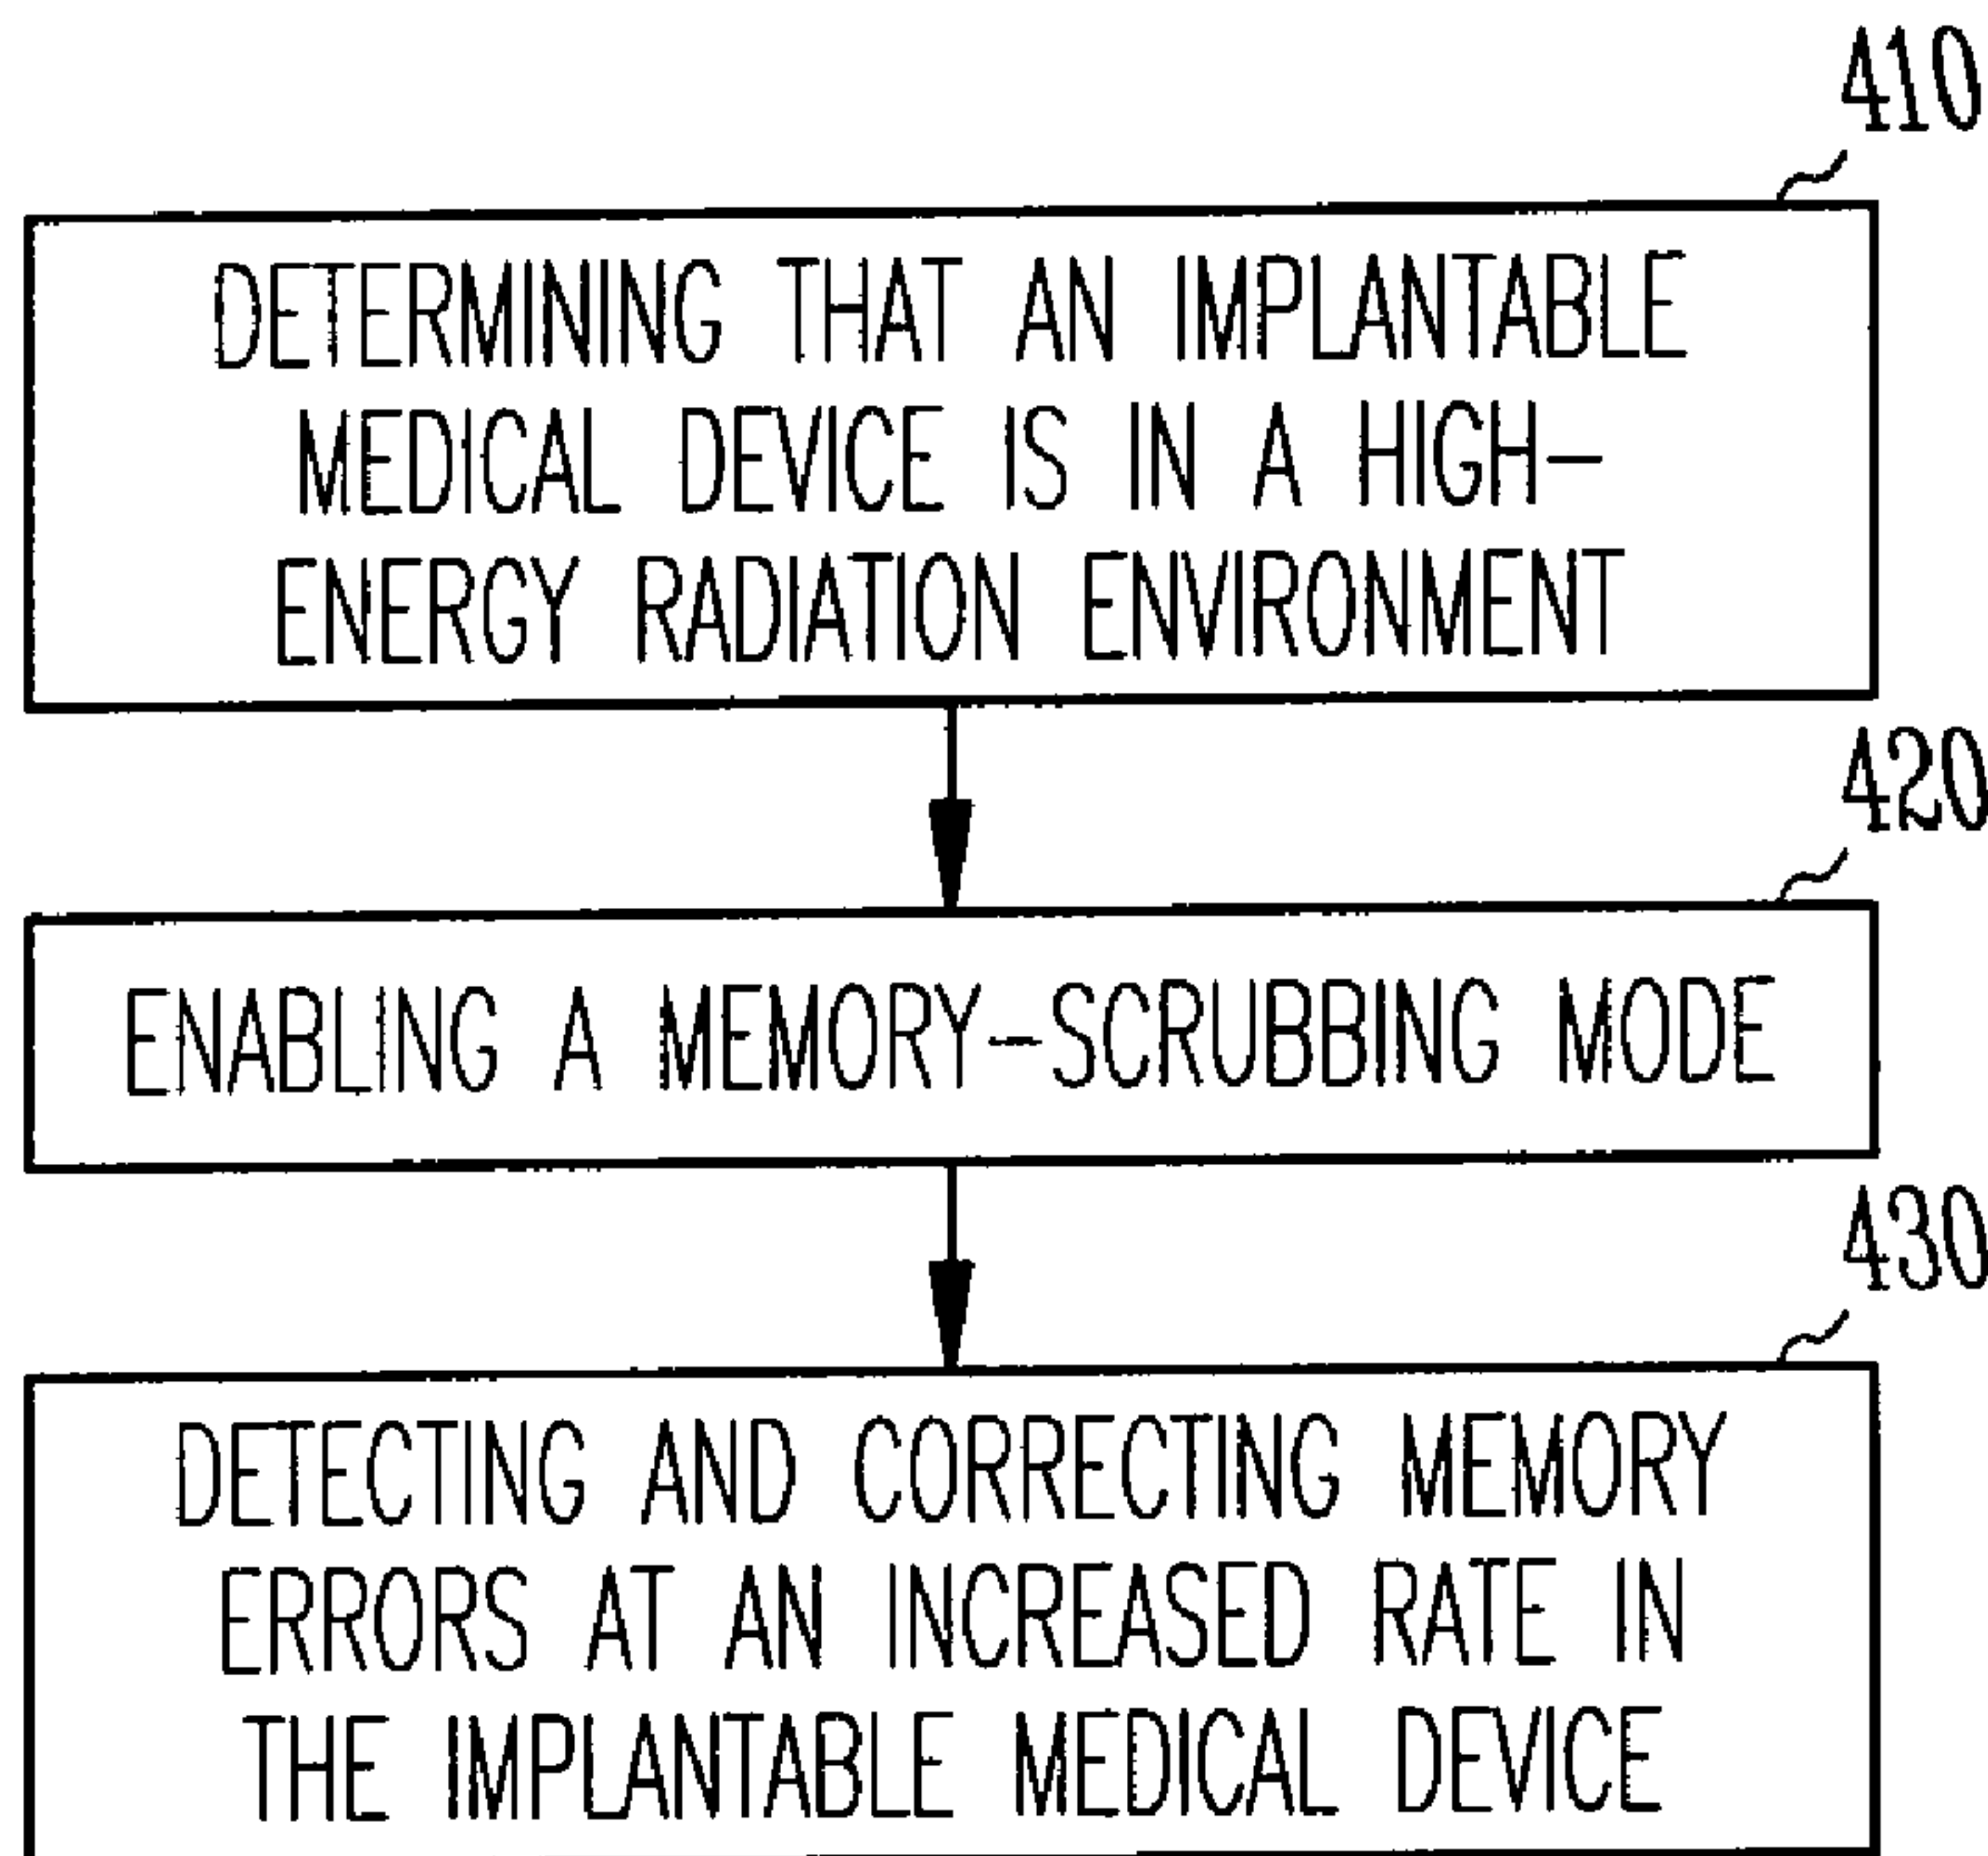 410
DETERMINING THAT AN IMPLANTABLE
MEDICAL DEVICE IS IN A HIGH-
ENERGY RADIATION ENVIRONMENT
420
ENABLING A MEMORY-SCRUBBING MODE
430
DETECTING AND CORRECTING MEMORY
ERRORS AT AN INCREASED RATE IN
THE IMPLANTABLE MEDICAL DEVICE